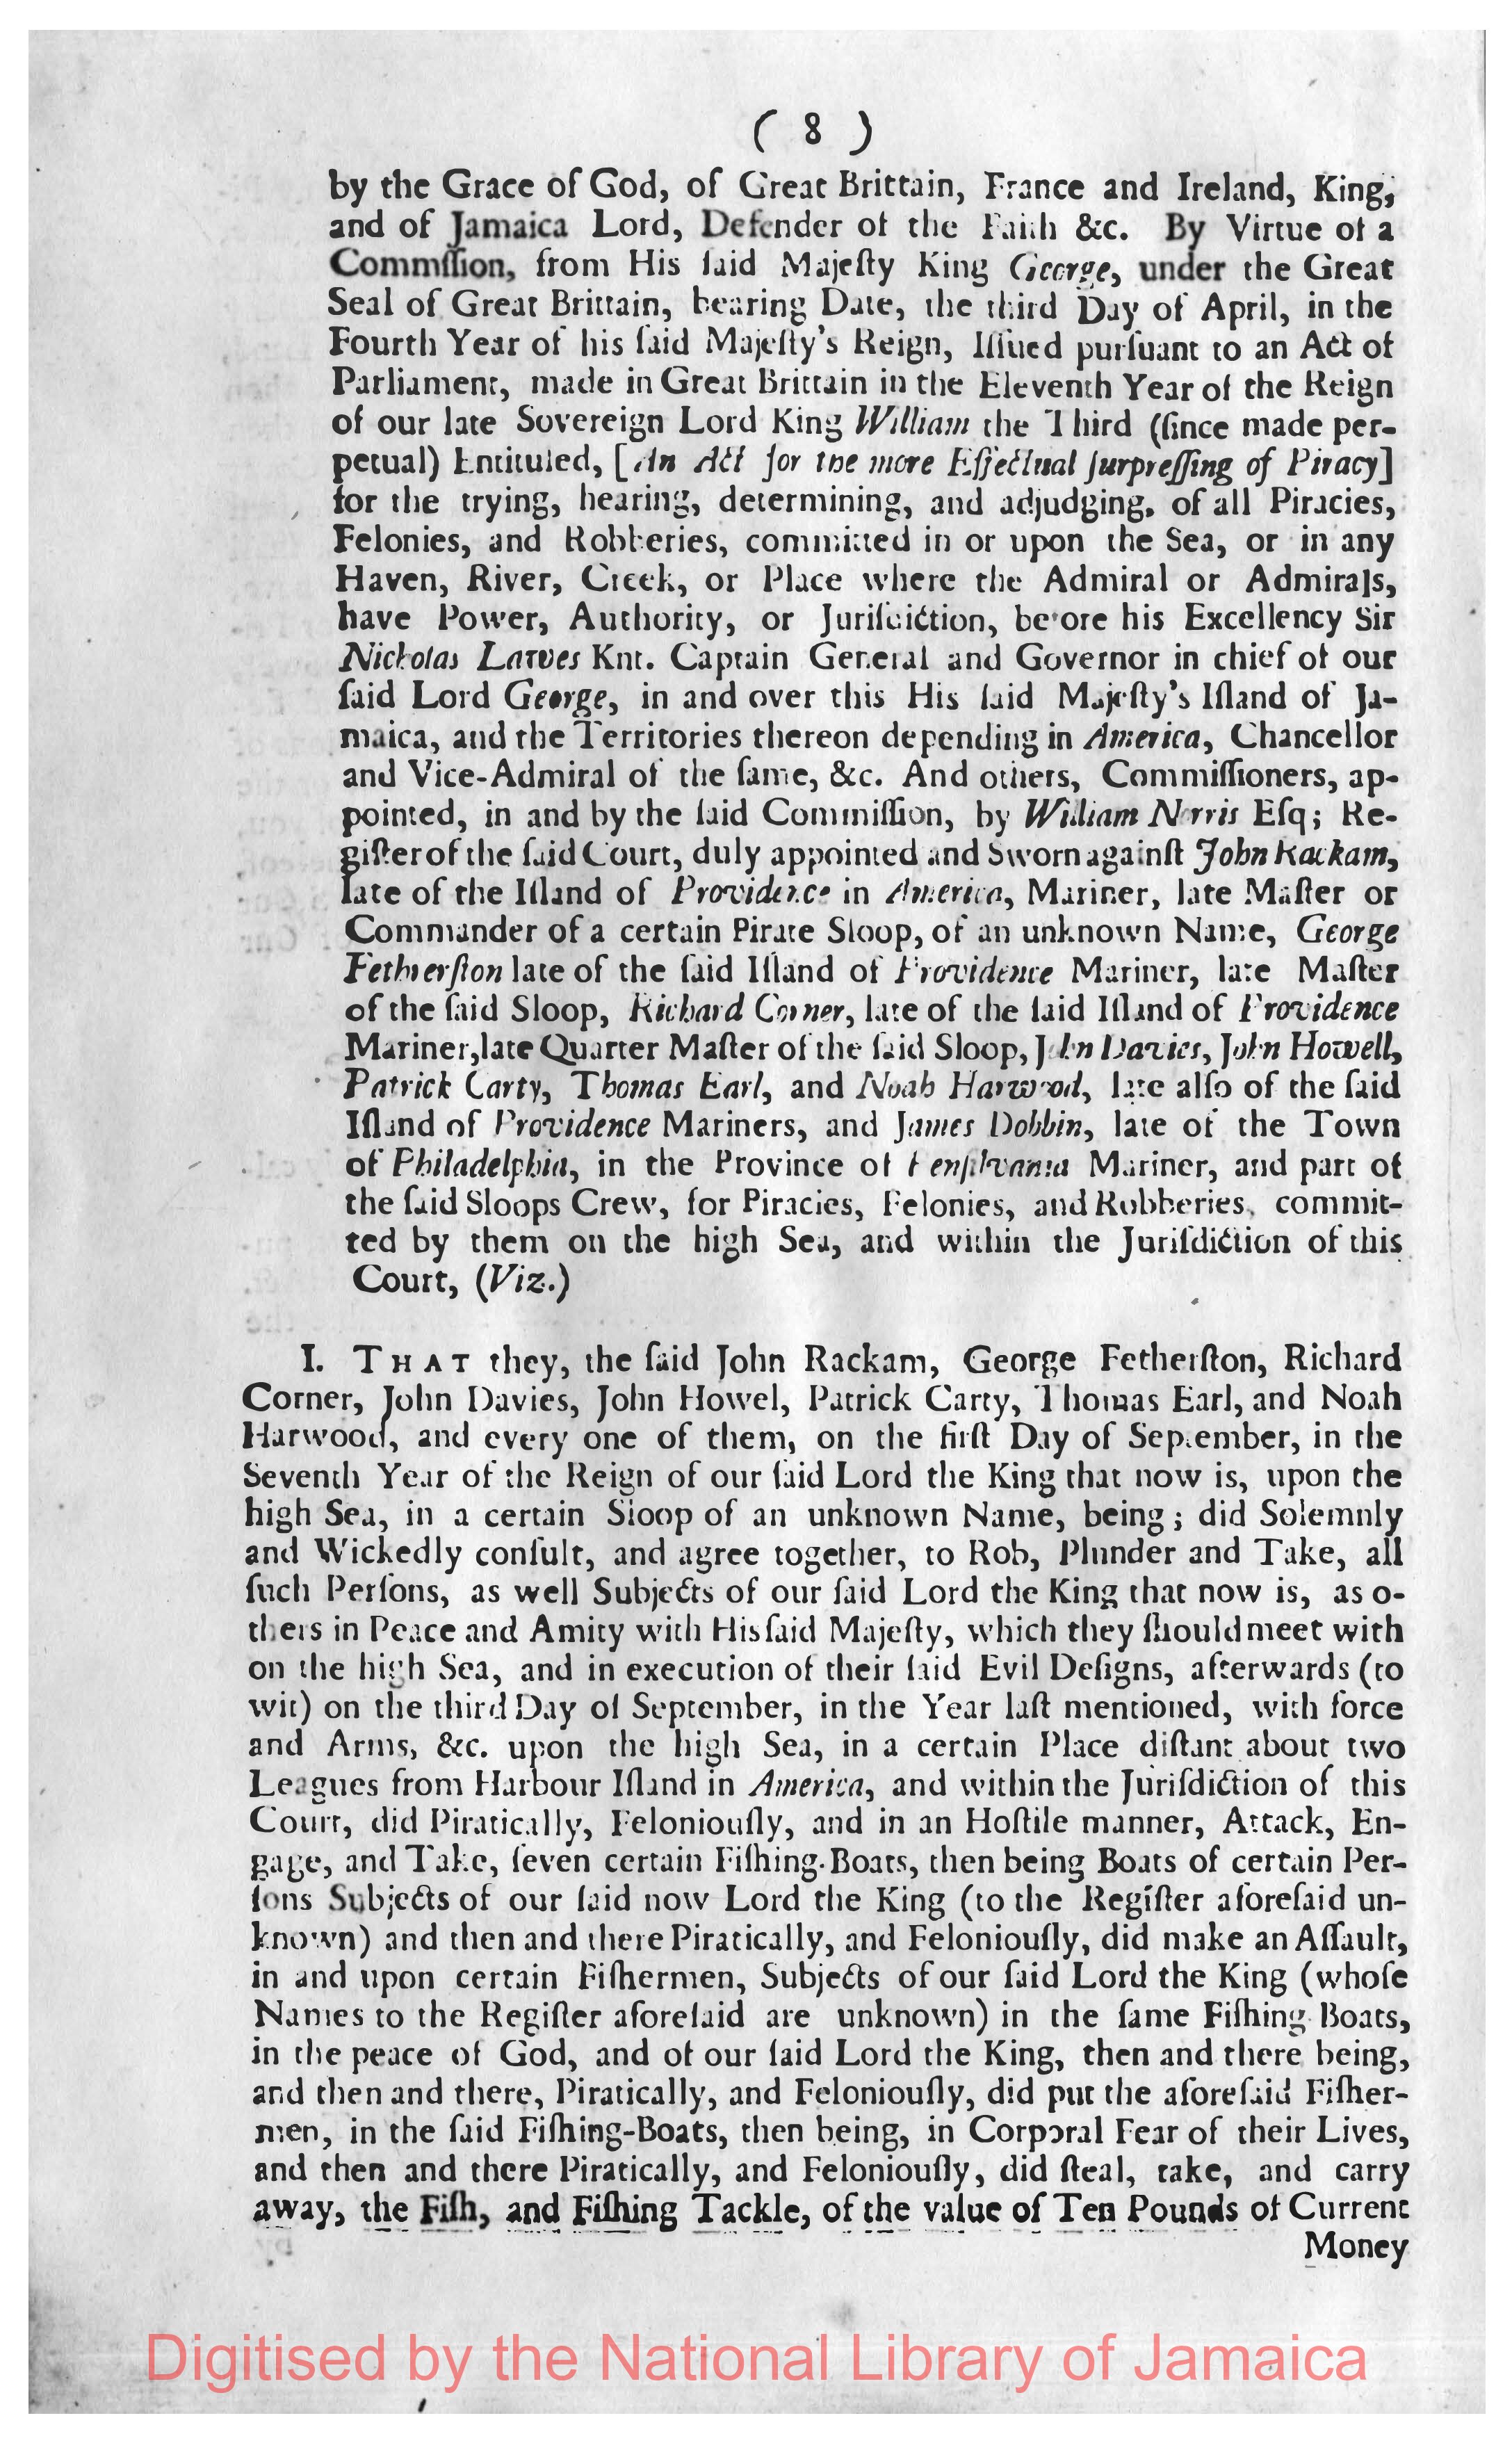 ( 8 )
by the Grace of God, of Great Brittain, France and Ireland, King,
and of Jamaica Lord, Defender of the Faith &c. By Virtue of a
Commſſion, from His ſaid Majeſty King George, under the Great
Seal of Great Brittain, bearing Date, the third Day of April, in the
Fourth Year of his ſaid Majeſty's Reign, Iſſued purſuant to an Act of
Parliament, made in Great Brittain in the Eleventh Year of the Reign
of our late Sovereign Lord King William the Third (ſince made per-
petual) Entituled, [An Act for the more Effectual ſurpreſſing of Piracy]
for the trying, hearing, determining, and adjudging, of all Piracies,
Felonies, and Robberies, committed in or upon the Sea, or in any
Haven, River, Creek, or Place where the Admiral or Admirals,
have Power, Authority, or Juriſdiction, before his Excellency Sir
Nickolas Lawes Knt. Captain General and Governor in chief of our
ſaid Lord George, in and over this His ſaid Majeſty's Iſland of Ja-
maica, and the Territories thereon depending in America, Chancellor
and Vice-Admiral of the ſame, &c. And others, Commiſſioners, ap-
pointed, in and by the ſaid Commiſſion, by William Norris Eſq; Re-
giſter of the ſaid Court, duly appointed and Sworn againſt John Rackam,
late of the Iſland of Providence in America, Mariner, late Maſter or
Commander of a certain Pirate Sloop, of an unknown Name, George
Fetherſton late of the ſaid Iſland of Providence Mariner, late Maſter
of the ſaid Sloop, Richard Corner, late of the ſaid Iſland of Providence
Mariner, late Quarter Maſter of the ſaid Sloop, John Davies, John Howell,
Patrick Carty, Thomas Earl, and Noah Harwood, late alſo of the ſaid
Iſland of Providence Mariners, and James Dobbin, late of the Town
of Philadelphia, in the Province of Penſilvania Mariner, and part of
the ſaid Sloops Crew, for Piracies, Felonies, and Robberies, commit-
ted by them on the high Sea, and within the Juriſdiction of this
Court, (Viz.)
I. THAT they, the ſaid John Rackam, George Fetherſton, Richard
Corner, John Davies, John Howel, Patrick Carty, Thomas Earl, and Noah
Harwood, and every one of them, on the firſt Day of September, in the
Seventh Year of the Reign of our ſaid Lord the King that now is, upon the
high Sea, in a certain Sloop of an unknown Name, being; did Solemnly
and Wickedly conſult, and agree together, to Rob, Plunder and Take, all
ſuch Perſons, as well Subjects of our ſaid Lord the King that now is, as o-
thers in Peace and Amity with His ſaid Majeſty, which they ſhould meet with
on the high Sea, and in execution of their ſaid Evil Deſigns, afterwards (to
wit) on the third Day of September, in the Year laſt mentioned, with force
and Arms, &c. upon the high Sea, in a certain Place diſtant about two
Leagues from Harbour Iſland in America, and within the Juriſdiction of this
Court, did Piratically, Feloniouſly, and in an Hoſtile manner, Attack, En-
gage, and Take, ſeven certain Fiſhing-Boats, then being Boats of certain Per-
ſons Subjects of our ſaid now Lord the King (to the Regiſter aforeſaid un-
known) and then and there Piratically, and Feloniouſly, did make an Aſſault,
in and upon certain Fiſhermen, Subjects of our ſaid Lord the King (whoſe
Names to the Regiſter aforeſaid are unknown) in the ſame Fiſhing Boats,
in the peace of God, and of our ſaid Lord the King, then and there being,
and then and there, Piratically, and Feloniouſly, did put the aforeſaid Fiſher-
men, in the ſaid Fiſhing-Boats, then being, in Corporal Fear of their Lives,
and then and there Piratically, and Feloniouſly, did ſteal, take, and carry
away, the Fiſh, and Fiſhing Tackle, of the value of Ten Pounds of Current
Money
Digitised by the National Library of Jamaica